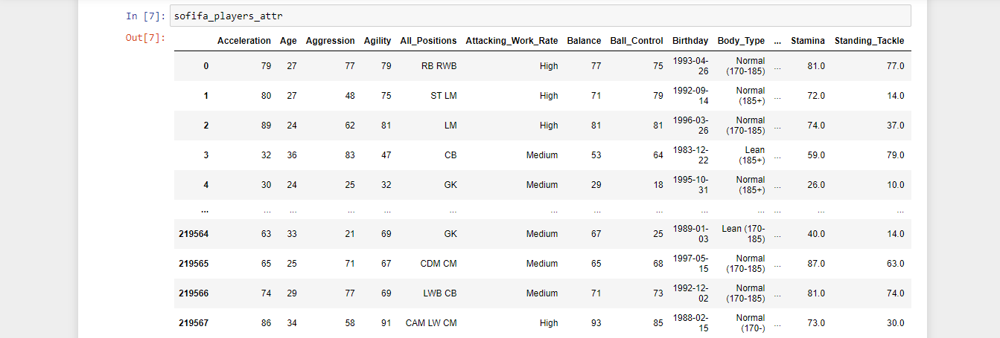 In [7]: sofifa_players_attr
Out[7]:
Acceleration Age Aggression Agility All_Positions Attacking_Work_Rate Balance Ball_Control Birthday Body_Type ... Stamina Standing_Tackle
0 79 27 77 79 RB RWB High 77 75 1993-04-26 Normal (170-185) ... 81.0 77.0
1 80 27 48 75 ST LM High 71 79 1992-09-14 Normal (185+) ... 72.0 14.0
2 89 24 62 81 LM High 81 81 1996-03-26 Normal (170-185) ... 74.0 37.0
3 32 36 83 47 CB Medium 53 64 1983-12-22 Lean (185+) ... 59.0 79.0
4 30 24 25 32 GK Medium 29 18 1995-10-31 Normal (185+) ... 26.0 10.0
... ... ... ... ... ... ... ... ... ... ... ... ... ...
219564 63 33 21 69 GK Medium 67 25 1989-01-03 Lean (170-185) ... 40.0 14.0
219565 65 25 71 67 CDM CM Medium 65 68 1997-05-15 Normal (170-185) ... 87.0 63.0
219566 74 29 77 69 LWB CB Medium 71 73 1992-12-02 Normal (170-185) ... 81.0 74.0
219567 86 34 58 91 CAM LW CM High 93 85 1988-02-15 Normal (170-) ... 73.0 30.0